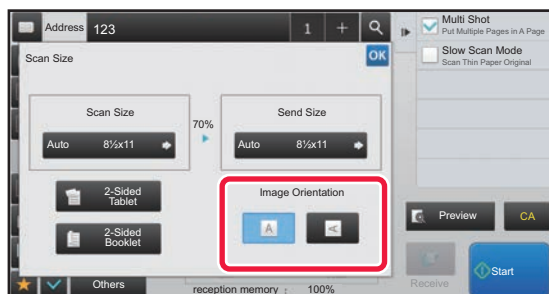 Address 123 1 +
Scan Size
OK
Scan Size
Auto 8½x11
70%
Send Size
Auto 8½x11
2-Sided
Tablet
2-Sided
Booklet
Image Orientation
A A
Others
reception memory : 100%
Multi Shot
Put Multiple Pages in A Page
Slow Scan Mode
Scan Thin Paper Original
Preview
CA
Receive
Start